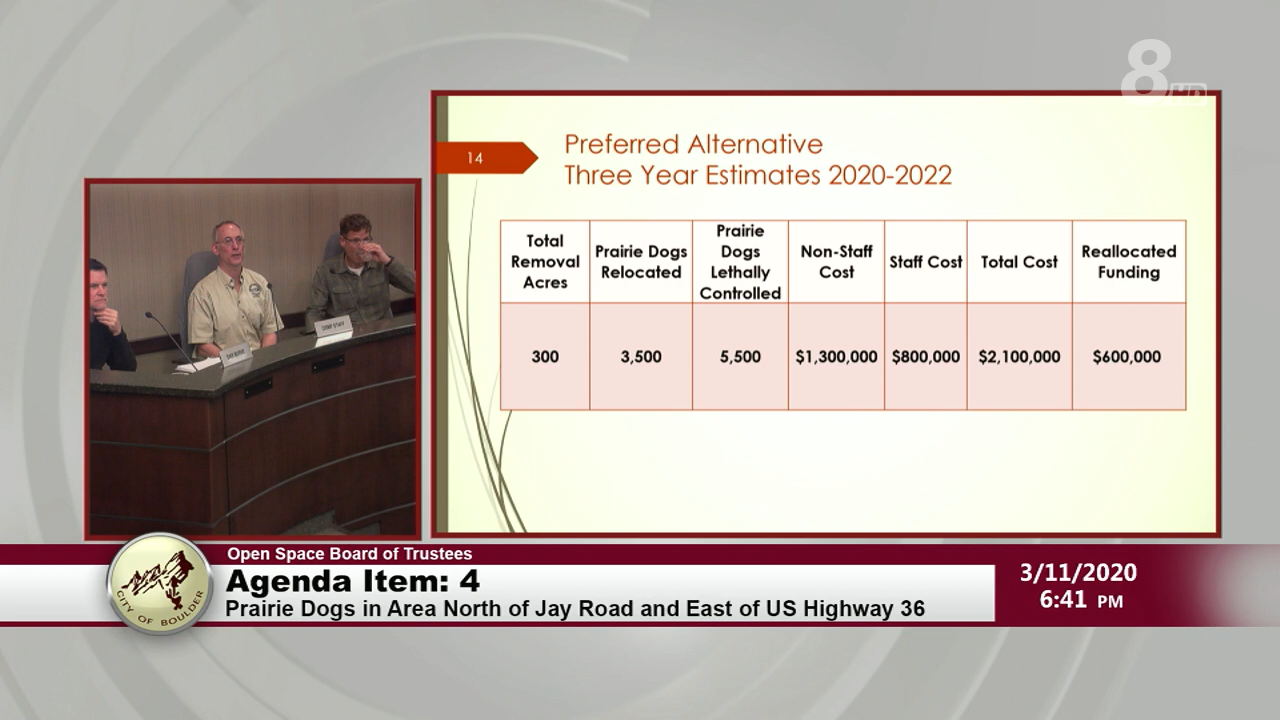 8
HD
14
Preferred Alternative
Three Year Estimates 2020-2022
Total
Removal
Acres
Prairie Dogs
Relocated
Prairie
Dogs
Lethally
Controlled
Non-Staff
Cost
Staff Cost
Total Cost
Reallocated
Funding
300
3,500
5,500
$1,300,000
$800,000
$2,100,000
$600,000
Open Space Board of Trustees
Agenda Item: 4
Prairie Dogs in Area North of Jay Road and East of US Highway 36
3/11/2020
6:41 PM
CITY OF BOULDER